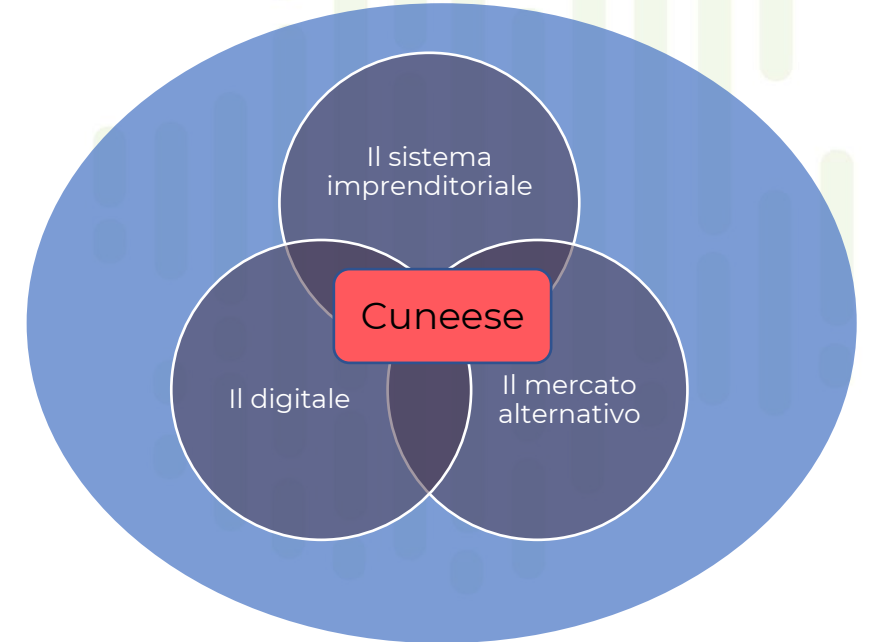 Il sistema
imprenditoriale
Cuneese
Il digitale
Il mercato
alternativo